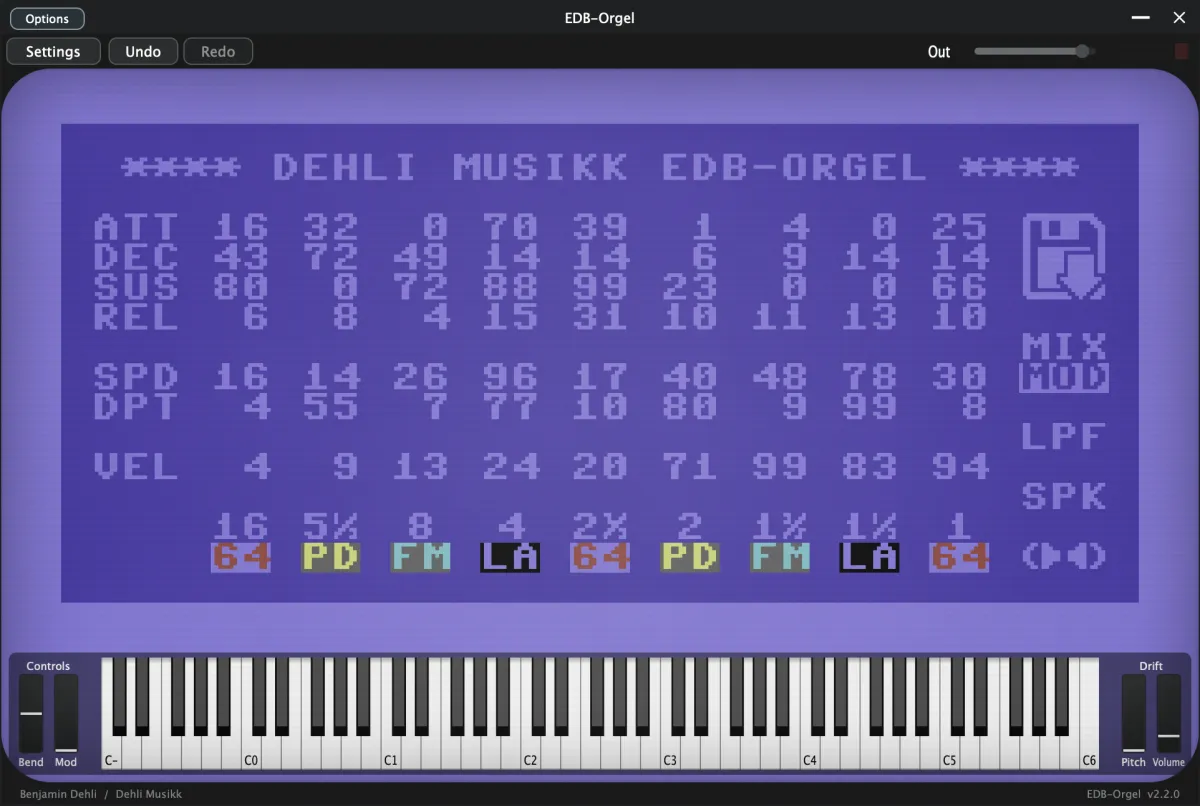 Options EDB-Orgel
Settings Undo Redo Out
**** DEHLI MUSIKK EDB-ORGEL ****
ATT 16 32 0 70 39 1 4 0 25
DEC 43 72 49 14 14 6 9 14 14
SUS 80 0 72 88 99 23 0 0 66
REL 6 8 4 15 31 10 11 13 10
MIX
SPD 16 14 26 96 17 40 48 78 30 MOD
DPT 4 55 7 77 10 80 9 99 8
LPF
VEL 4 9 13 24 20 71 99 83 94
SPK
16 5⅓ 8 4 2⅔ 2 1⅗ 1⅓ 1
64 PD FM LA 64 PD FM LA 64
Controls Drift
C- C0 C1 C2 C3 C4 C5 C6
Bend Mod Pitch Volume
Benjamin Dehli / Dehli Musikk EDB-Orgel v2.2.0